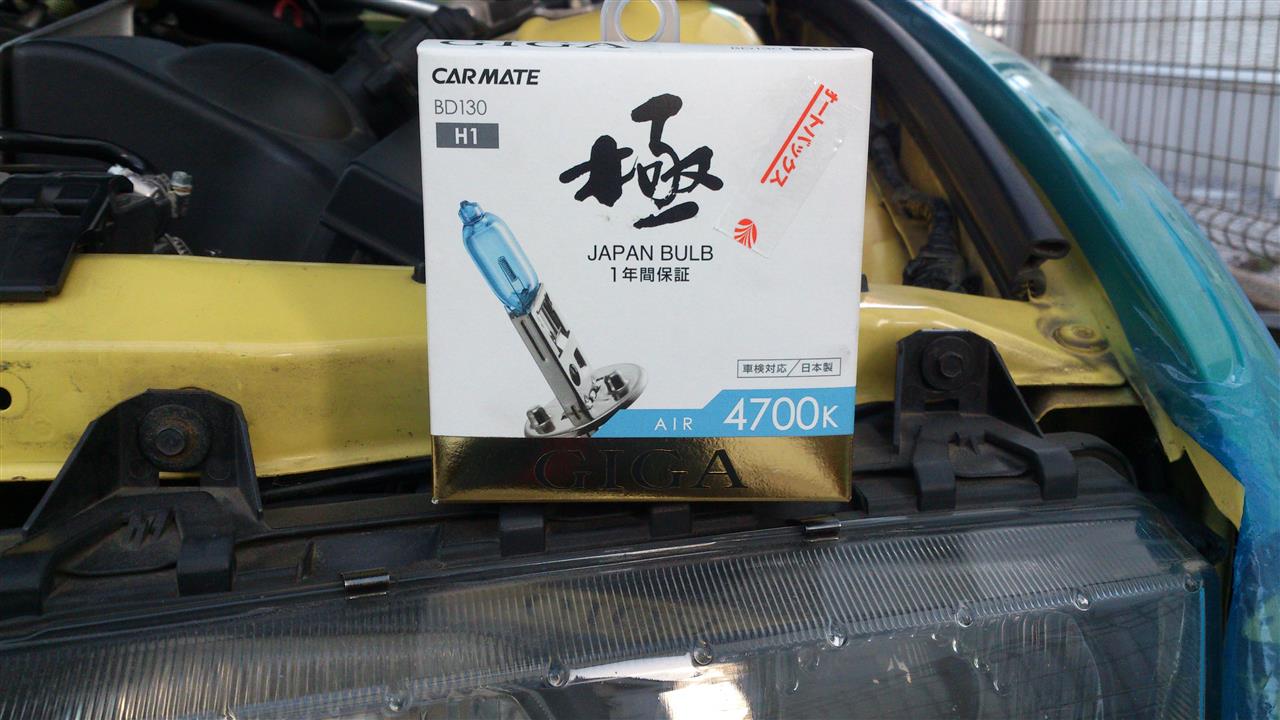 GIGA
BD130
CARMATE
BD130
H1
極
オートバックス
JAPAN BULB
1年間保証
車検対応/日本製
AIR 4700K
GIGA